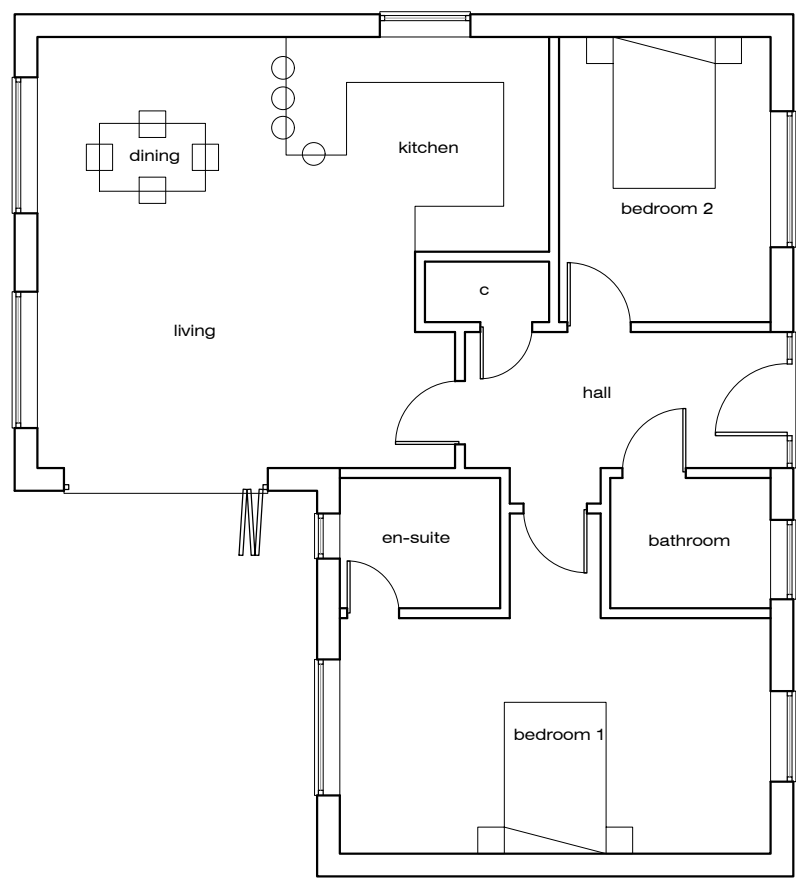 kitchen
dining
bedroom 2
c
living
hall
en-suite
bathroom
bedroom 1